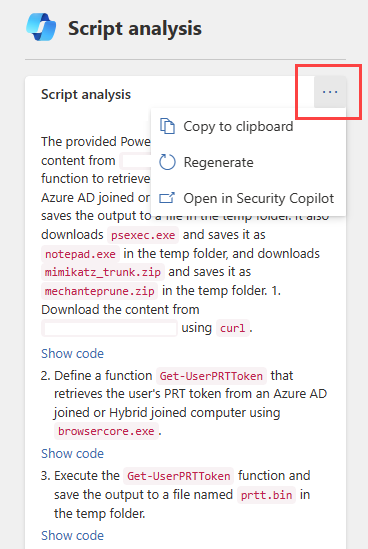 Script analysis
Script analysis
...
Copy to clipboard
Regenerate
Open in Security Copilot
The provided Powe
content from
function to retrieve
Azure AD joined or
saves the output to a file in the temp folder. It also
downloads psexec.exe and saves it as
notepad.exe in the temp folder, and downloads
mimikatz_trunk.zip and saves it as
mechanteprune.zip in the temp folder. 1.
Download the content from
using curl .
Show code
2. Define a function Get-UserPRTToken that
retrieves the user's PRT token from an Azure AD
joined or Hybrid joined computer using
browsercore.exe .
Show code
3. Execute the Get-UserPRTToken function and
save the output to a file named prtt.bin in
the temp folder.
Show code